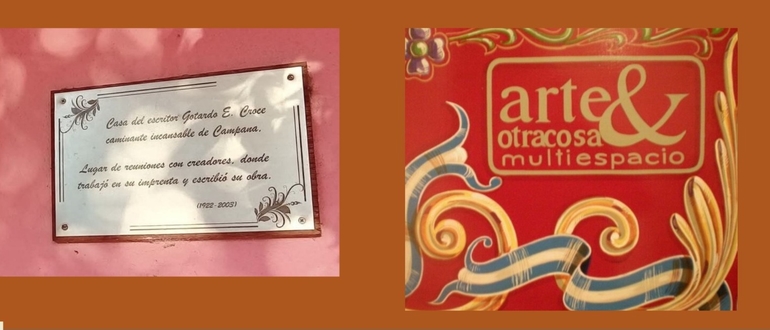 Casa del escritor Gotardo E. Croce
caminante incansable de Campana.
Lugar de reuniones con creadores, donde
trabajó en su imprenta y escribió su obra.
(1922-2003)
arte&
otracosa
multiespacio